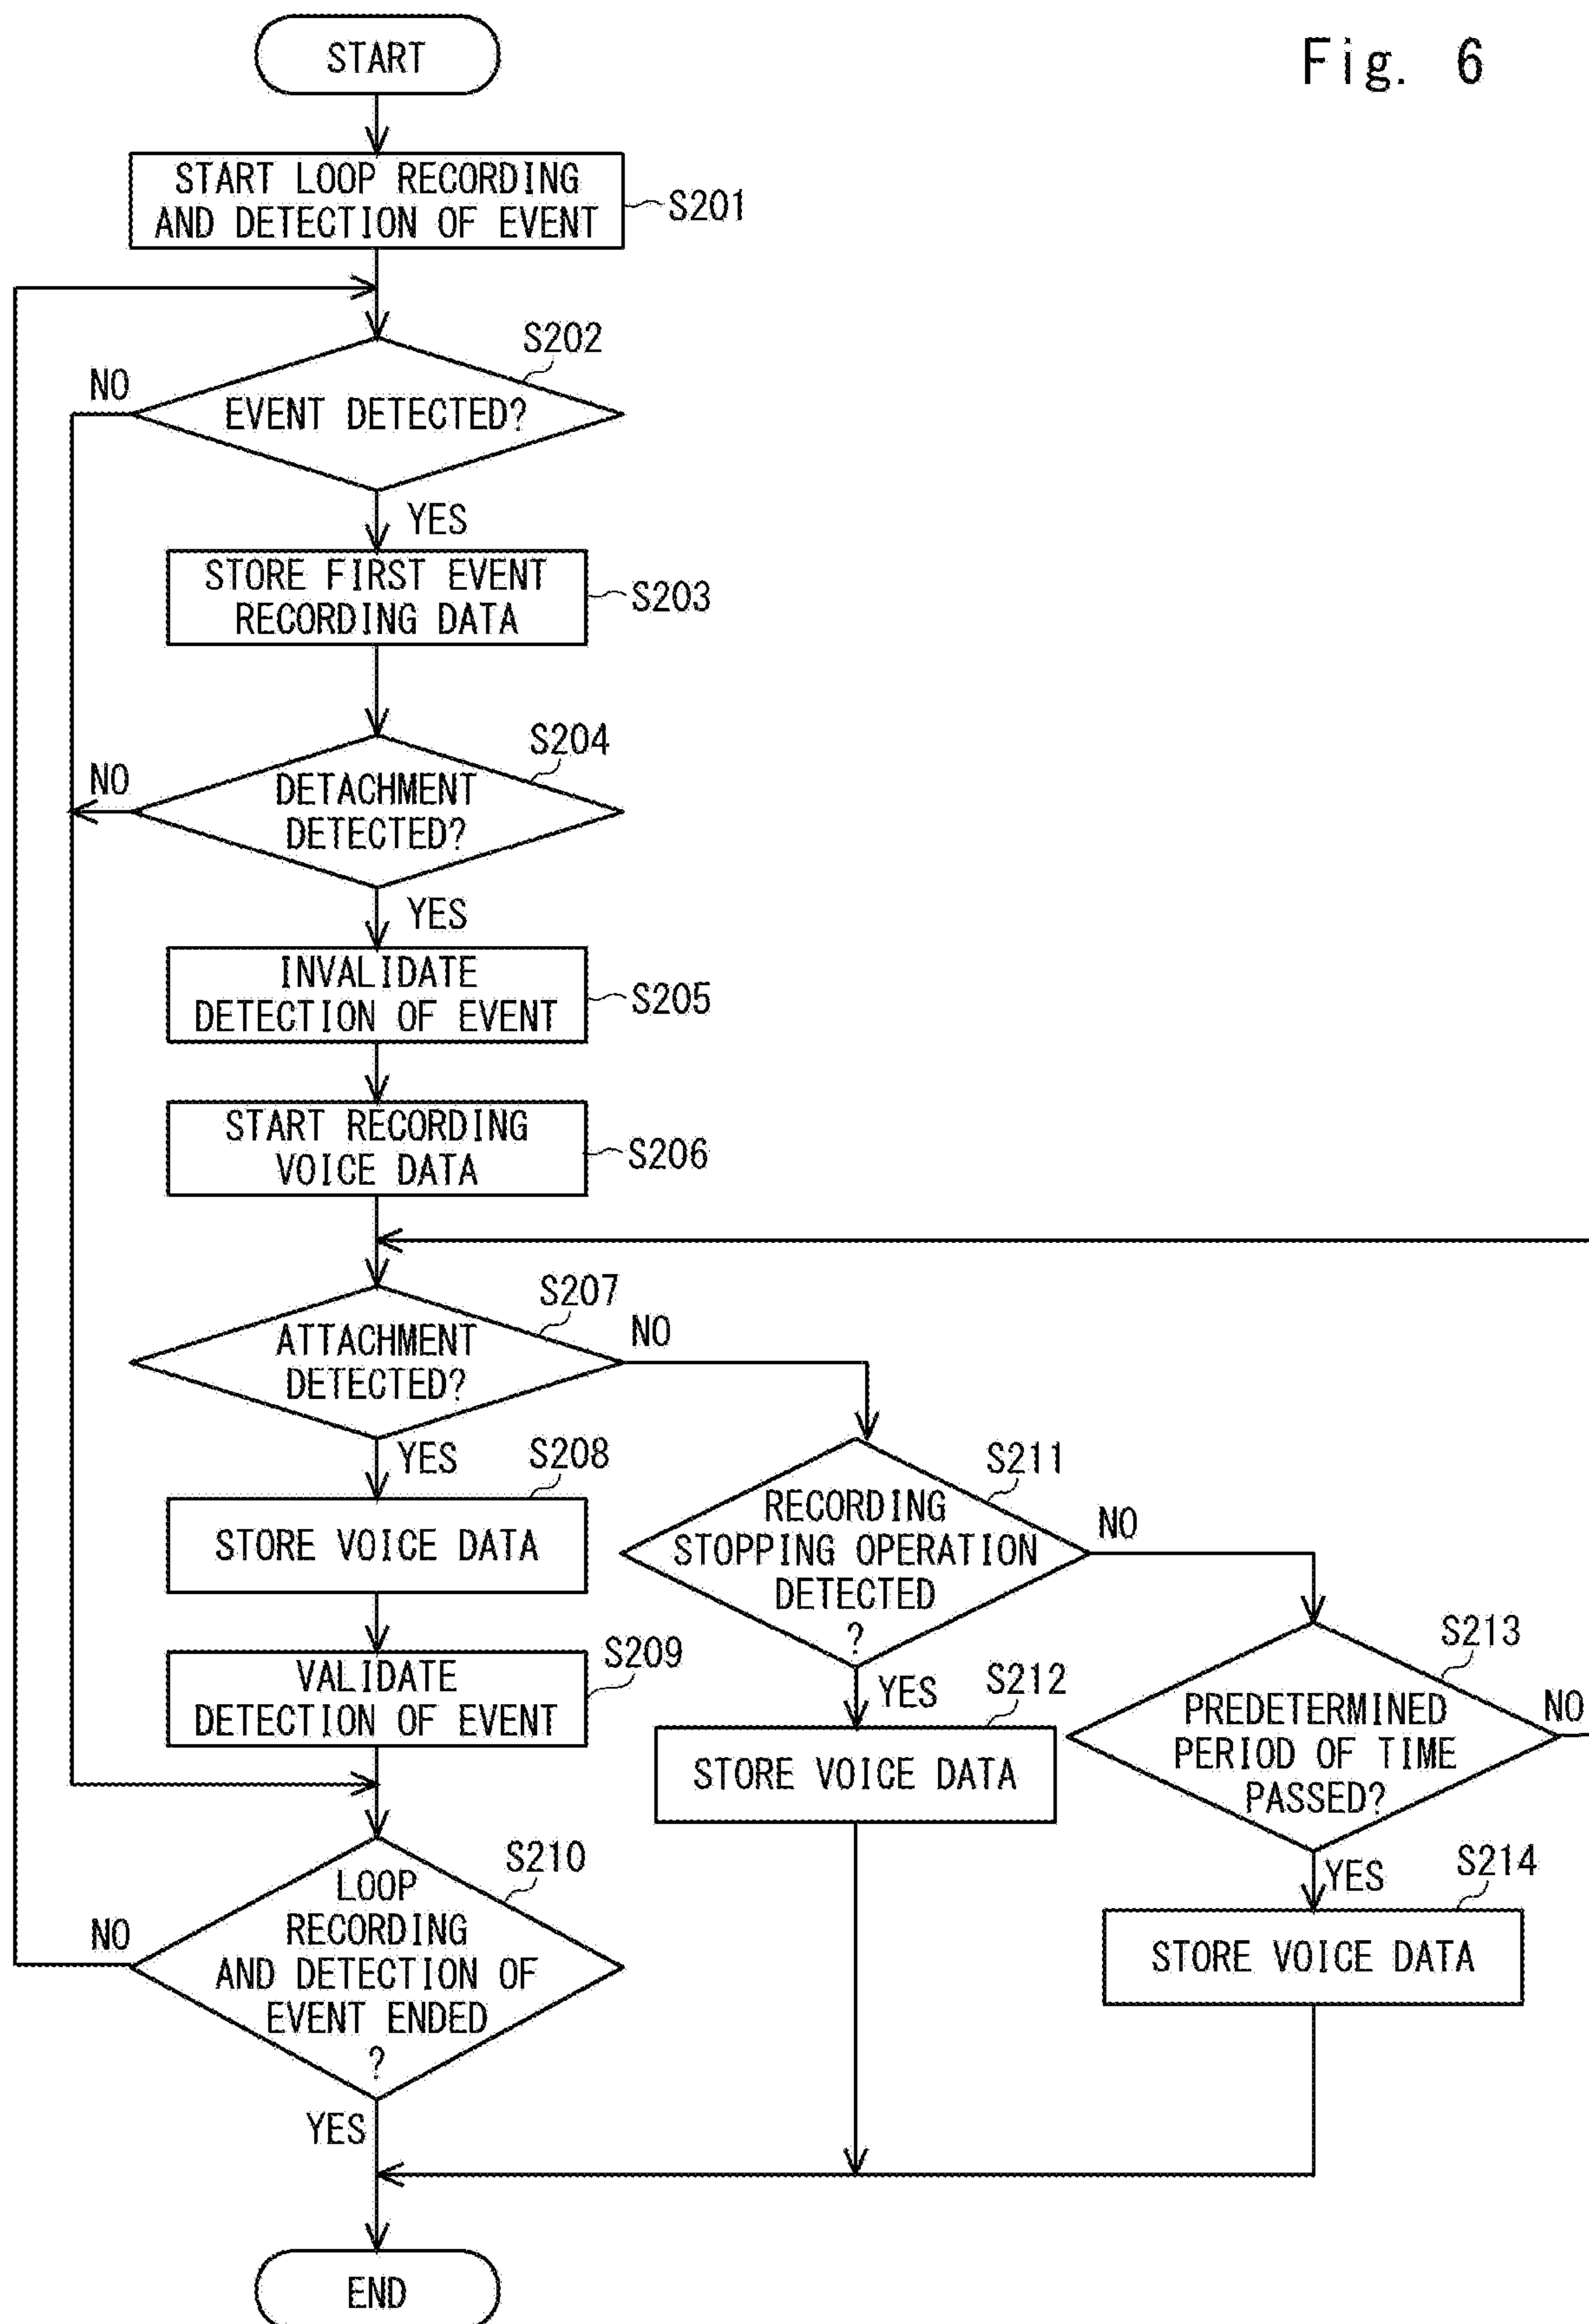 Fig. 6
START
START LOOP RECORDING
AND DETECTION OF EVENT
S201
S202
NO
EVENT DETECTED?
YES
STORE FIRST EVENT
RECORDING DATA
S203
S204
NO
DETACHMENT
DETECTED?
YES
INVALIDATE
DETECTION OF EVENT
S205
START RECORDING
VOICE DATA
S206
S207
NO
ATTACHMENT
DETECTED?
YES
S208
STORE VOICE DATA
S209
VALIDATE
DETECTION OF EVENT
S210
NO
LOOP
RECORDING
AND DETECTION OF
EVENT ENDED
?
YES
S211
NO
RECORDING
STOPPING OPERATION
DETECTED
?
YES
S212
STORE VOICE DATA
S213
NO
PREDETERMINED
PERIOD OF TIME
PASSED?
YES
S214
STORE VOICE DATA
END